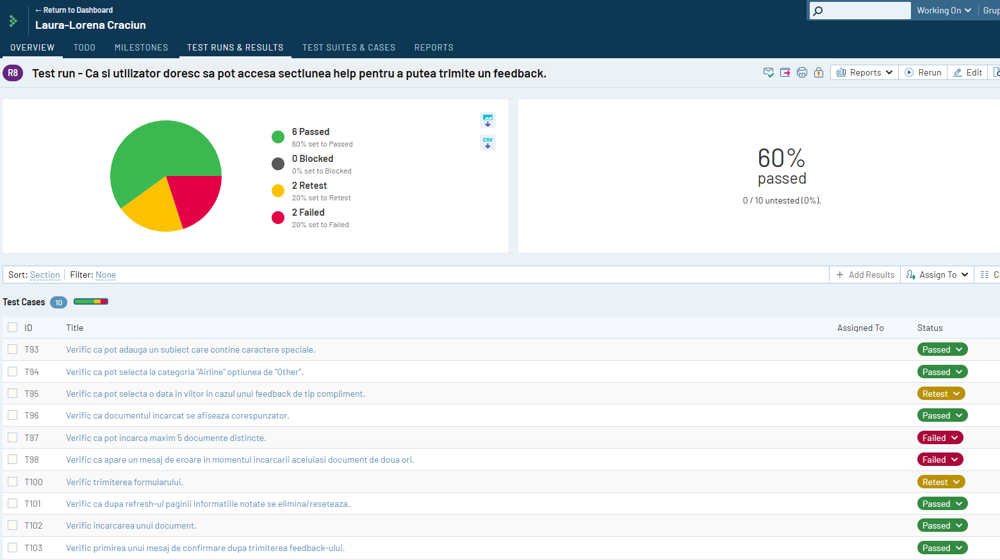 ← Return to Dashboard
Laura-Lorena Craciun
Working On
Grup
OVERVIEW TODO MILESTONES TEST RUNS & RESULTS TEST SUITES & CASES REPORTS
R8 Test run - Ca si utilizator doresc sa pot accesa sectiunea help pentru a putea trimite un feedback.
Reports Rerun Edit
6 Passed
60% set to Passed
0 Blocked
0% set to Blocked
2 Retest
20% set to Retest
2 Failed
20% set to Failed
CSV
60%
passed
0 / 10 untested (0%).
Sort: Section Filter: None
+ Add Results Assign To C
Test Cases 10
ID Title Assigned To Status
T93 Verific ca pot adauga un subiect care contine caractere speciale. Passed
T94 Verific ca pot selecta la categoria "Airline" optiunea de "Other". Passed
T95 Verific ca pot selecta o data in viitor in cazul unui feedback de tip compliment. Retest
T96 Verific ca documentul incarcat se afiseaza corespunzator. Passed
T97 Verific ca pot incarca maxim 5 documente distincte. Failed
T98 Verific ca apare un mesaj de eroare in momentul incarcarii aceluiasi document de doua ori. Failed
T100 Verific trimiterea formularului. Retest
T101 Verific ca dupa refresh-ul paginii informatiile notate se elimina/reseteaza. Passed
T102 Verific incarcarea unui document. Passed
T103 Verific primirea unui mesaj de confirmare dupa trimiterea feedback-ului. Passed